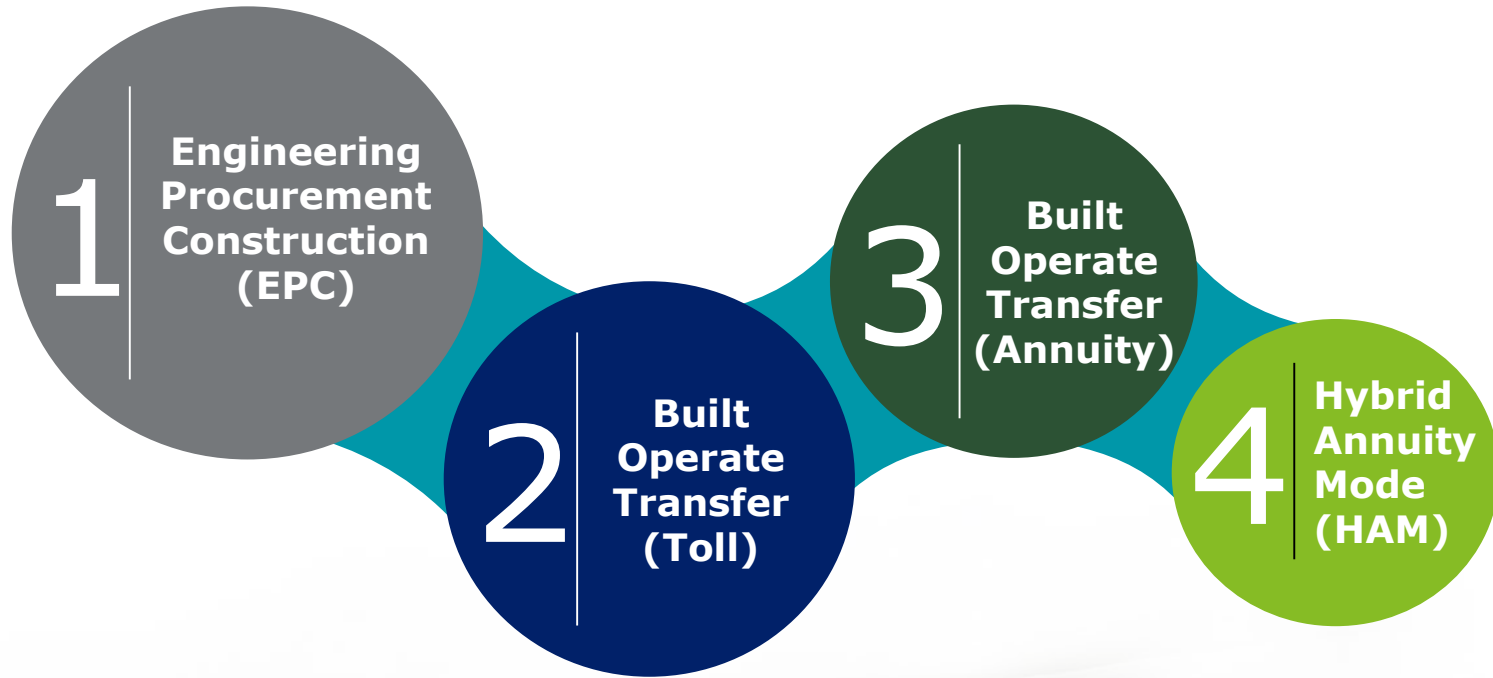 1
Engineering
Procurement
Construction
(EPC)
2
Built
Operate
Transfer
(Toll)
3
Built
Operate
Transfer
(Annuity)
4
Hybrid
Annuity
Mode
(HAM)